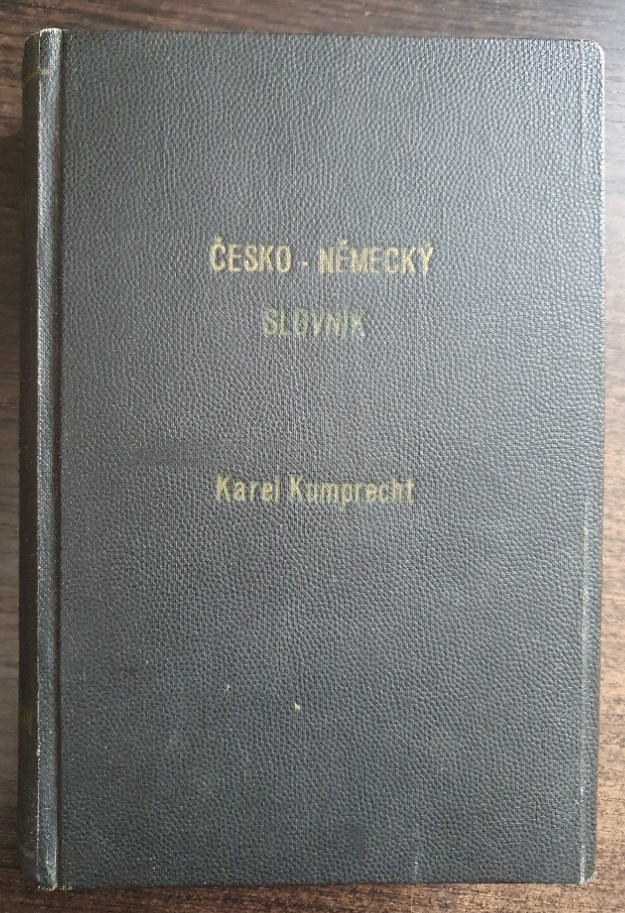 ČESKO - NĚMECKÝ
SLOVNÍK
Karel Kumprecht